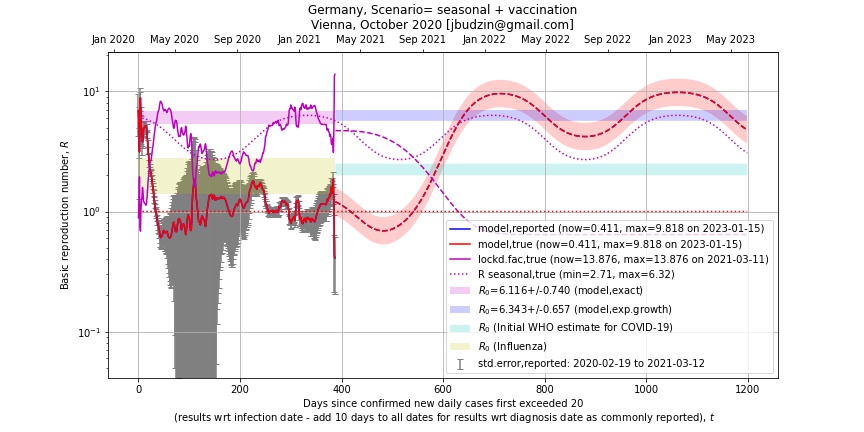 Germany, Scenario= seasonal + vaccination
Vienna, October 2020 [jbudzin@gmail.com]
Jan 2020 May 2020 Sep 2020 Jan 2021 May 2021 Sep 2021 Jan 2022 May 2022 Sep 2022 Jan 2023 May 2023
Basic reproduction number, R
10¹
10⁰
10⁻¹
model,reported (now=0.411, max=9.818 on 2023-01-15)
model,true (now=0.411, max=9.818 on 2023-01-15)
lockd.fac,true (now=13.876, max=13.876 on 2021-03-11)
R seasonal,true (min=2.71, max=6.32)
R₀=6.116+/-0.740 (model,exact)
R₀=6.343+/-0.657 (model,exp.growth)
R₀ (Initial WHO estimate for COVID-19)
R₀ (Influenza)
std.error,reported: 2020-02-19 to 2021-03-12
0 200 400 600 800 1000 1200
Days since confirmed new daily cases first exceeded 20
(results wrt infection date - add 10 days to all dates for results wrt diagnosis date as commonly reported), t